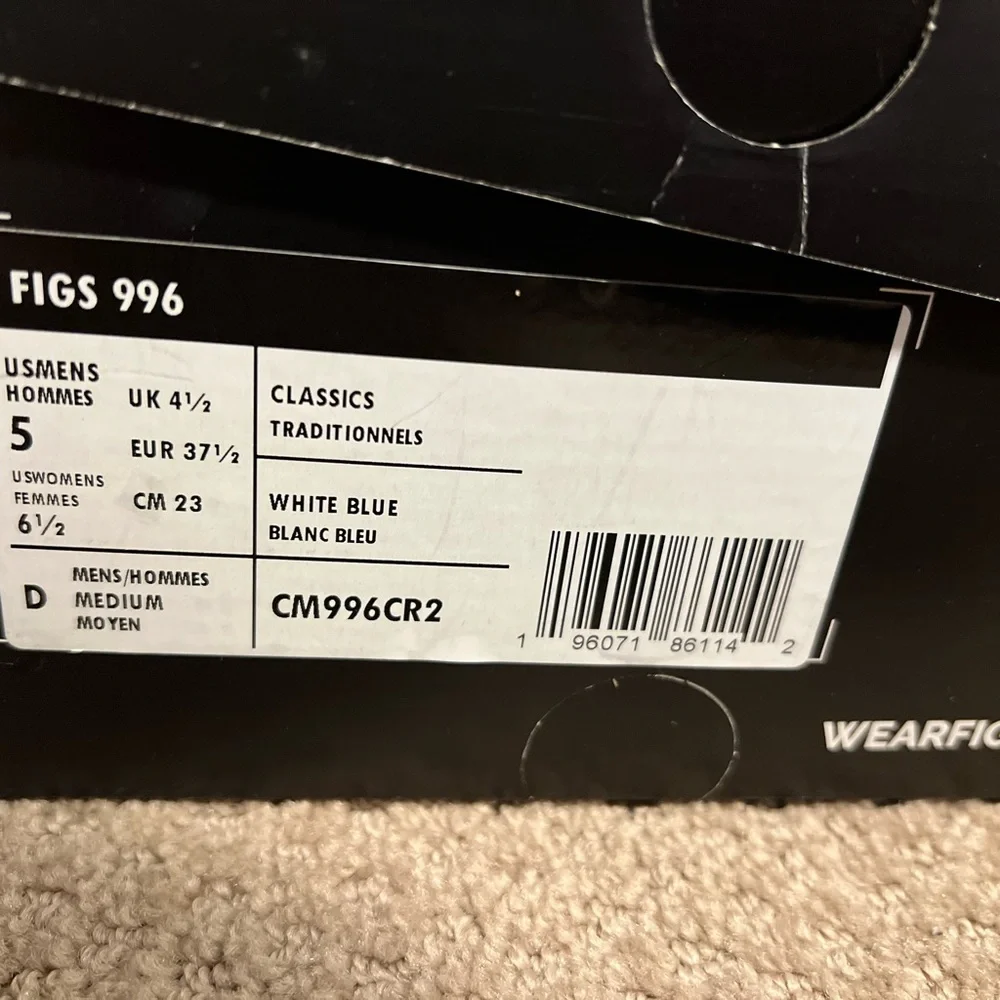 FIGS 996
USMENS
HOMMES
5
UK 4½
EUR 37½
CM 23
USWOMENS
FEMMES
6½
D
MENS/HOMMES
MEDIUM
MOYEN
CLASSICS
TRADITIONNELS
WHITE BLUE
BLANC BLEU
CM996CR2
1 96071 86114 2